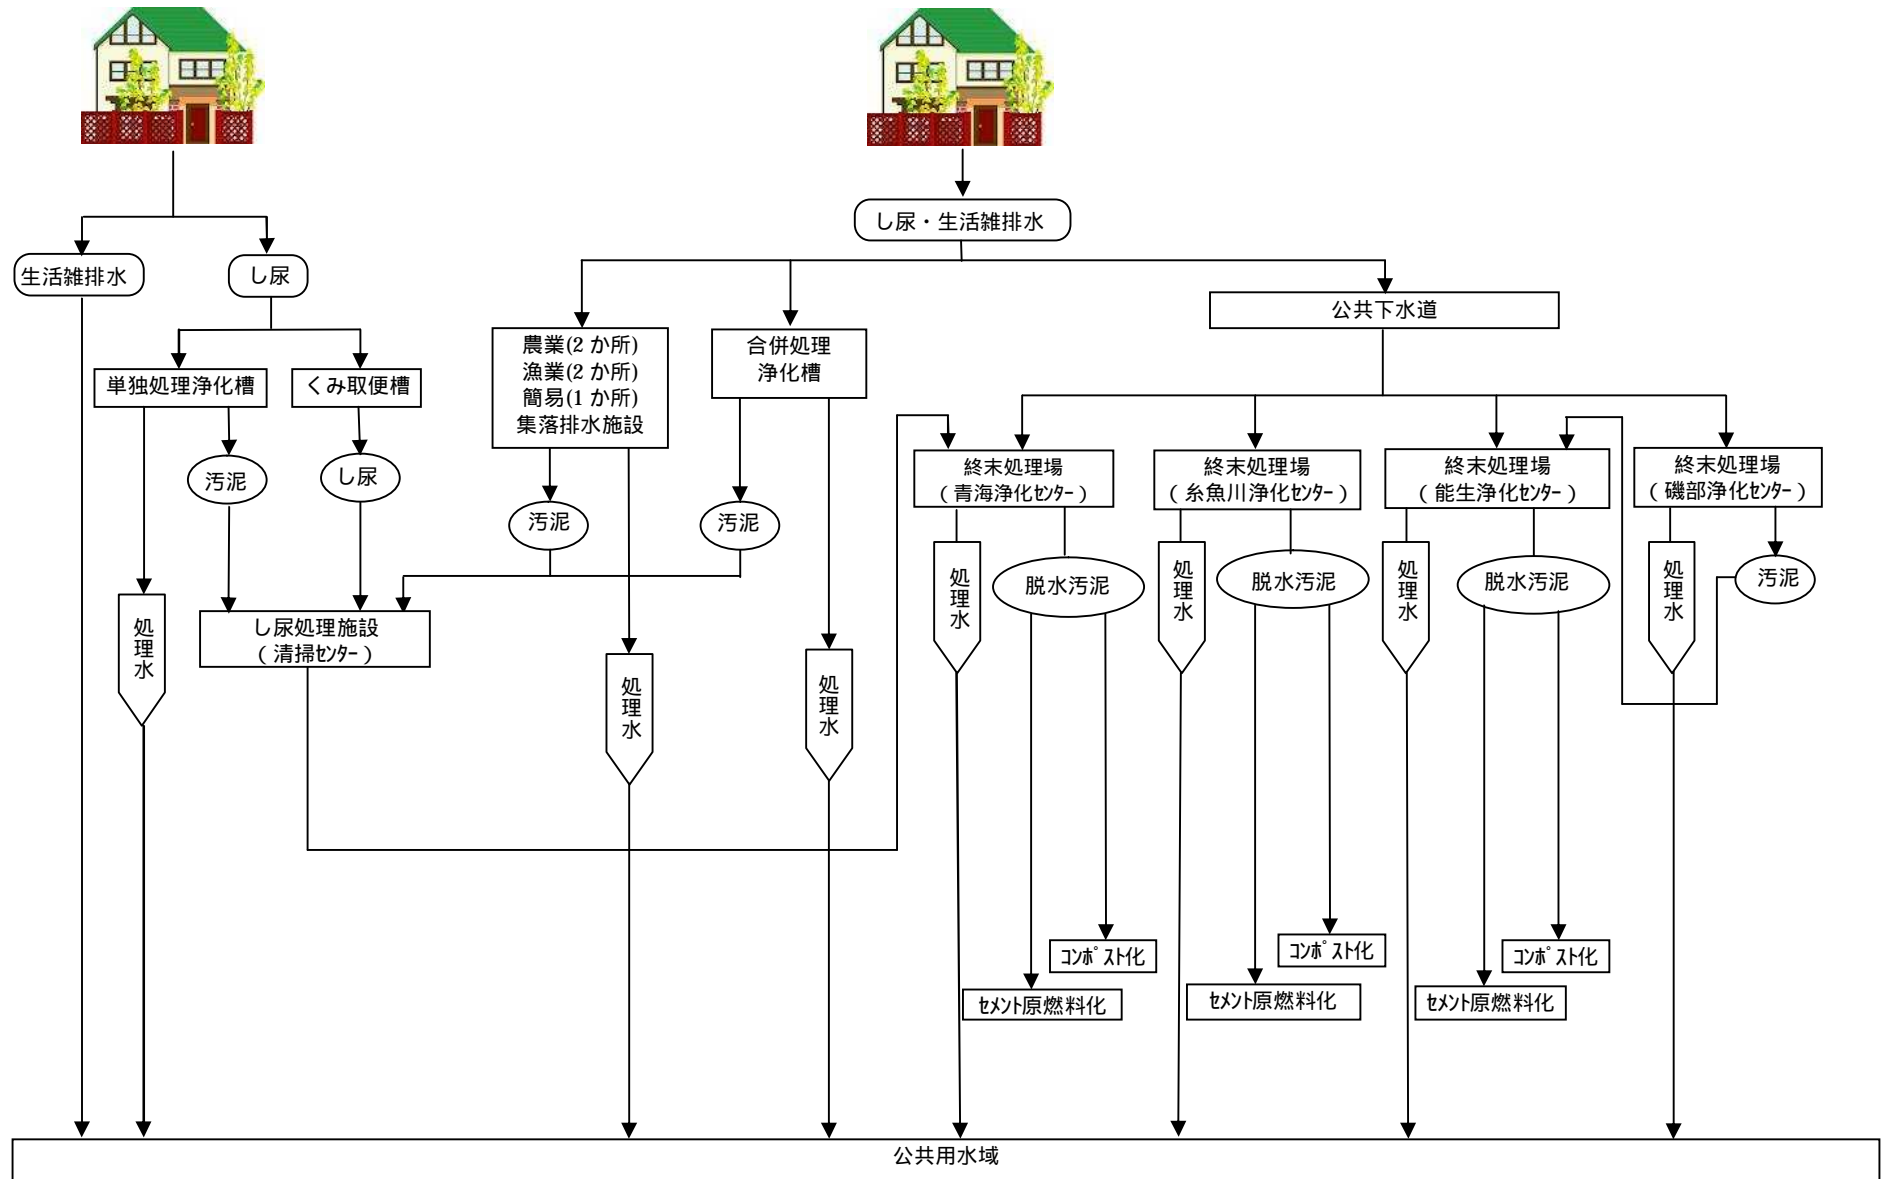 し尿・生活雑排水
生活雑排水
し尿
公共下水道
農業(2か所)
漁業(2か所)
簡易(1か所)
集落排水施設
合併処理
浄化槽
単独処理浄化槽
くみ取便槽
終末処理場
（青海浄化ｾﾝﾀｰ）
終末処理場
（糸魚川浄化ｾﾝﾀｰ）
終末処理場
（能生浄化ｾﾝﾀｰ）
終末処理場
（磯部浄化ｾﾝﾀｰ）
汚泥
し尿
汚泥
汚泥
処理水
脱水汚泥
処理水
脱水汚泥
処理水
脱水汚泥
処理水
汚泥
処理水
し尿処理施設
（清掃ｾﾝﾀｰ）
処理水
処理水
ｺﾝﾎﾟｽﾄ化
ｺﾝﾎﾟｽﾄ化
ｺﾝﾎﾟｽﾄ化
ｾﾒﾝﾄ原燃料化
ｾﾒﾝﾄ原燃料化
ｾﾒﾝﾄ原燃料化
公共用水域